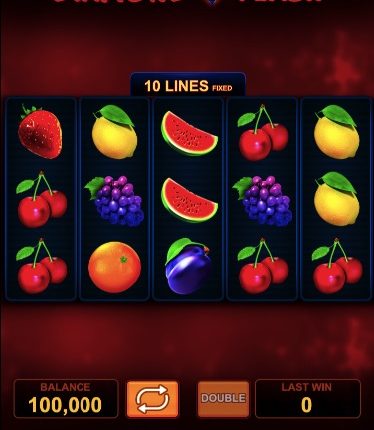 10 LINES FIXED
BALANCE
100,000
DOUBLE
LAST WIN
0